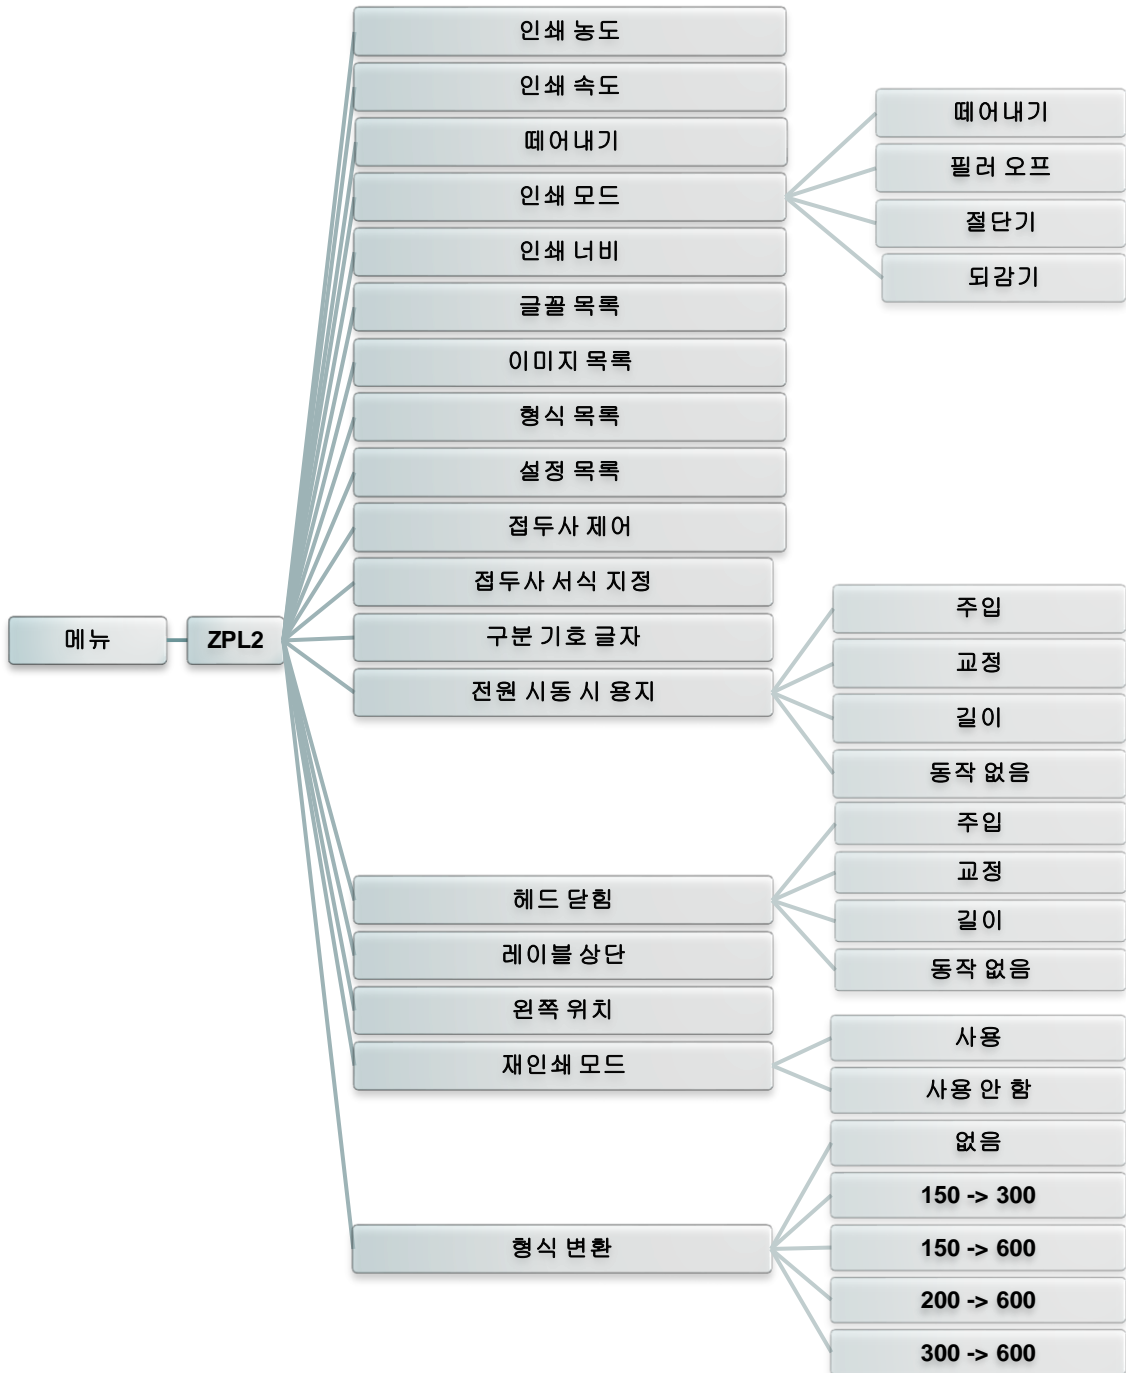 메뉴
ZPL2
인쇄 농도
인쇄 속도
떼어내기
인쇄 모드
떼어내기
필러 오프
절단기
되감기
인쇄 너비
글꼴 목록
이미지 목록
형식 목록
설정 목록
접두사 제어
접두사 서식 지정
구분 기호 글자
전원 시동 시 용지
주입
교정
길이
동작 없음
헤드 닫힘
주입
교정
길이
동작 없음
레이블 상단
왼쪽 위치
재인쇄 모드
사용
사용 안 함
형식 변환
없음
150 -> 300
150 -> 600
200 -> 600
300 -> 600